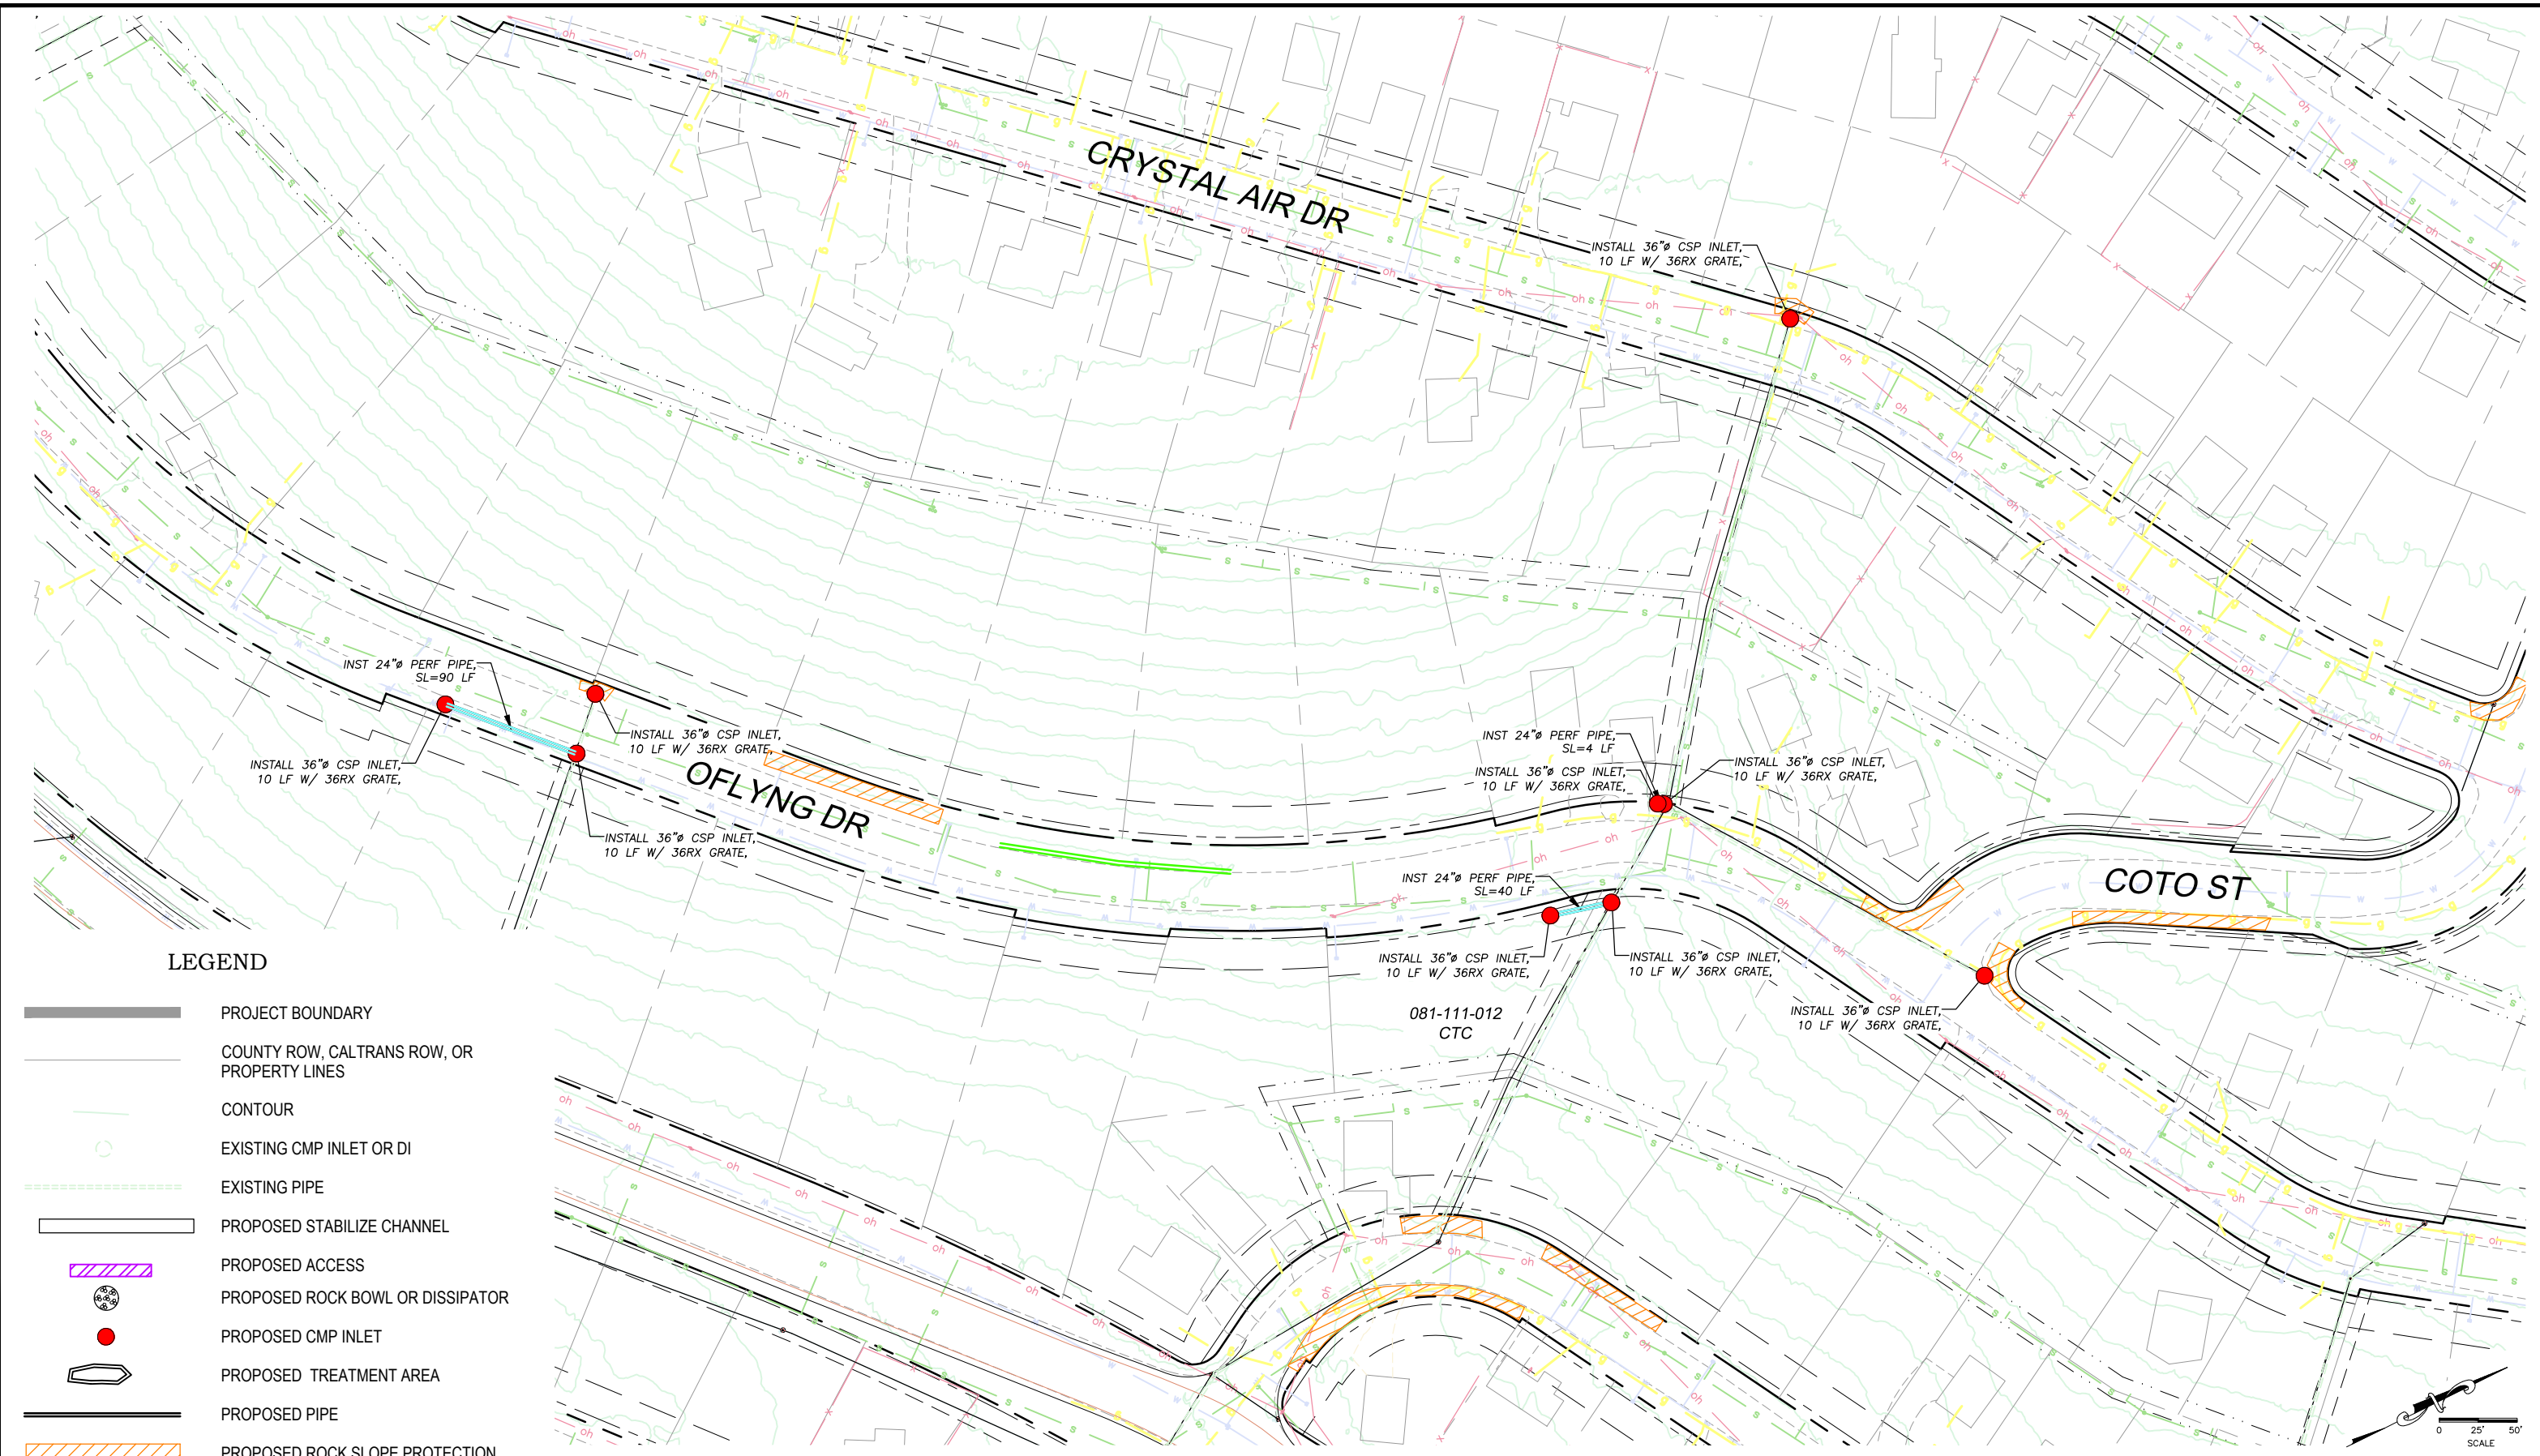 CRYSTAL AIR DR
INSTALL 36"ø CSP INLET,
10 LF W/ 36RX GRATE,
INST 24"ø PERF PIPE,
SL=90 LF
INSTALL 36"ø CSP INLET,
10 LF W/ 36RX GRATE,
INSTALL 36"ø CSP INLET,
10 LF W/ 36RX GRATE,
OFLYNG DR
INSTALL 36"ø CSP INLET,
10 LF W/ 36RX GRATE,
INST 24"ø PERF PIPE,
SL=4 LF
INSTALL 36"ø CSP INLET,
10 LF W/ 36RX GRATE,
INSTALL 36"ø CSP INLET,
10 LF W/ 36RX GRATE,
INST 24"ø PERF PIPE,
SL=40 LF
COTO ST
INSTALL 36"ø CSP INLET,
10 LF W/ 36RX GRATE,
INSTALL 36"ø CSP INLET,
10 LF W/ 36RX GRATE,
INSTALL 36"ø CSP INLET,
10 LF W/ 36RX GRATE,
081-111-012
CTC
LEGEND
PROJECT BOUNDARY
COUNTY ROW, CALTRANS ROW, OR
PROPERTY LINES
CONTOUR
EXISTING CMP INLET OR DI
EXISTING PIPE
PROPOSED STABILIZE CHANNEL
PROPOSED ACCESS
PROPOSED ROCK BOWL OR DISSIPATOR
PROPOSED CMP INLET
PROPOSED TREATMENT AREA
PROPOSED PIPE
PROPOSED ROCK SLOPE PROTECTION
0 25' 50'
SCALE